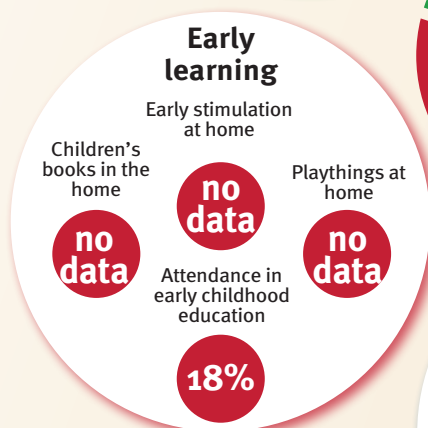 Early
learning
Early stimulation
at home
no
data
Children's
books in the
home
no
data
Playthings at
home
no
data
Attendance in
early childhood
education
18%